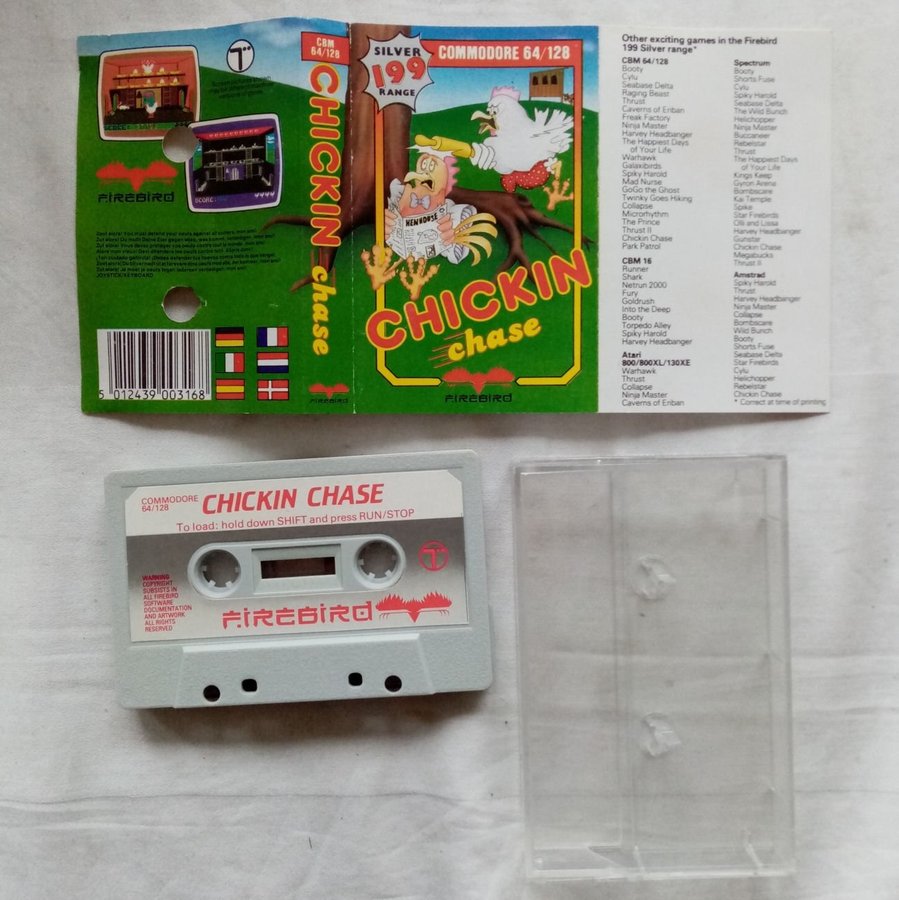 CBM
64/128
CHICKIN
chase
FIREBIRD
SCORE:
FIREBIRD
JOYSTICK/KEYBOARD
5 012439 003168
SILVER
199
RANGE
COMMODORE 64/128
HENHOUSE
CHICKIN
chase
FIREBIRD
Other exciting games in the Firebird
199 Silver range*
CBM 64/128
Booty
Cylu
Seabase Delta
Raging Beast
Thrust
Caverns of Eriban
Freak Factory
Ninja Master
Harvey Headbanger
The Happiest Days
of Your Life
Warhawk
Galaxibirds
Spiky Harold
Mad Nurse
GoGo the Ghost
Twinky Goes Hiking
Collapse
Microrhythm
The Prince
Thrust II
Chickin Chase
Park Patrol
CBM 16
Runner
Shark
Netrun 2000
Fury
Goldrush
Into the Deep
Booty
Torpedo Alley
Spiky Harold
Harvey Headbanger
Atari
800/800XL/130XE
Warhawk
Thrust
Collapse
Ninja Master
Caverns of Eriban
Spectrum
Booty
Shorts Fuse
Cylu
Spiky Harold
Seabase Delta
The Wild Bunch
Helichopper
Ninja Master
Buccaneer
Rebelstar
Thrust
The Happiest Days
of Your Life
Kings Keep
Gyron Arena
Bombscare
Kai Temple
Spike
Star Firebirds
Olli and Lissa
Harvey Headbanger
Gunstar
Chickin Chase
Megabucks
Thrust II
Amstrad
Spiky Harold
Thrust
Harvey Headbanger
Ninja Master
Collapse
Bombscare
Wild Bunch
Booty
Shorts Fuse
Seabase Delta
Star Firebirds
Cylu
Helichopper
Rebelstar
Chickin Chase
* Correct at time of printing
COMMODORE
64/128
CHICKIN CHASE
To load: hold down SHIFT and press RUN/STOP
WARNING
COPYRIGHT
SUBSISTS IN
ALL FIREBIRD
SOFTWARE
DOCUMENTATION
AND ARTWORK
ALL RIGHTS
RESERVED
FIREBIRD